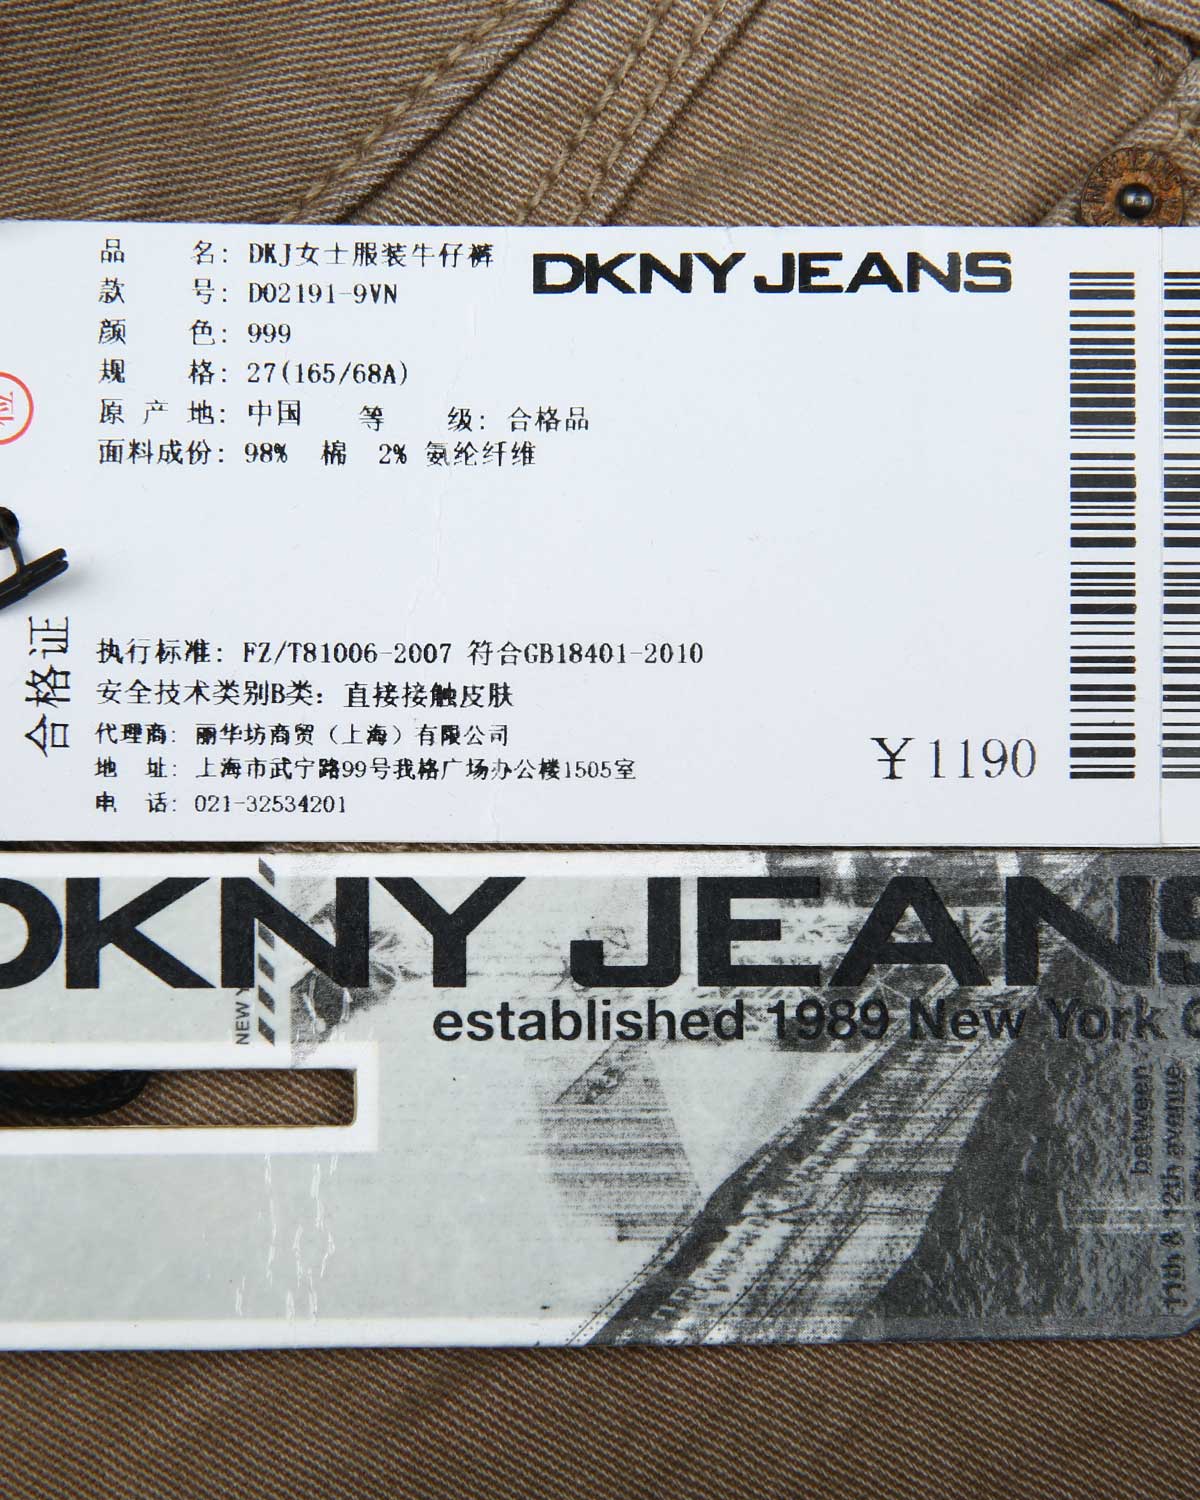 品 名: DKJ女士服装牛仔裤
DKNY JEANS
款 号: D02191-9VN
颜 色: 999
规 格: 27(165/68A)
原 产 地: 中国 等 级: 合格品
面料成份: 98% 棉 2% 氨纶纤维
合格证
执行标准: FZ/T81006-2007 符合GB18401-2010
安全技术类别B类: 直接接触皮肤
代理商: 丽华坊商贸(上海)有限公司
地 址: 上海市武宁路99号我格广场办公楼1505室
电 话: 021-32534201
¥1190
DKNY JEANS
established 1989 New York
NEW Y
between
11th & 12th avenue